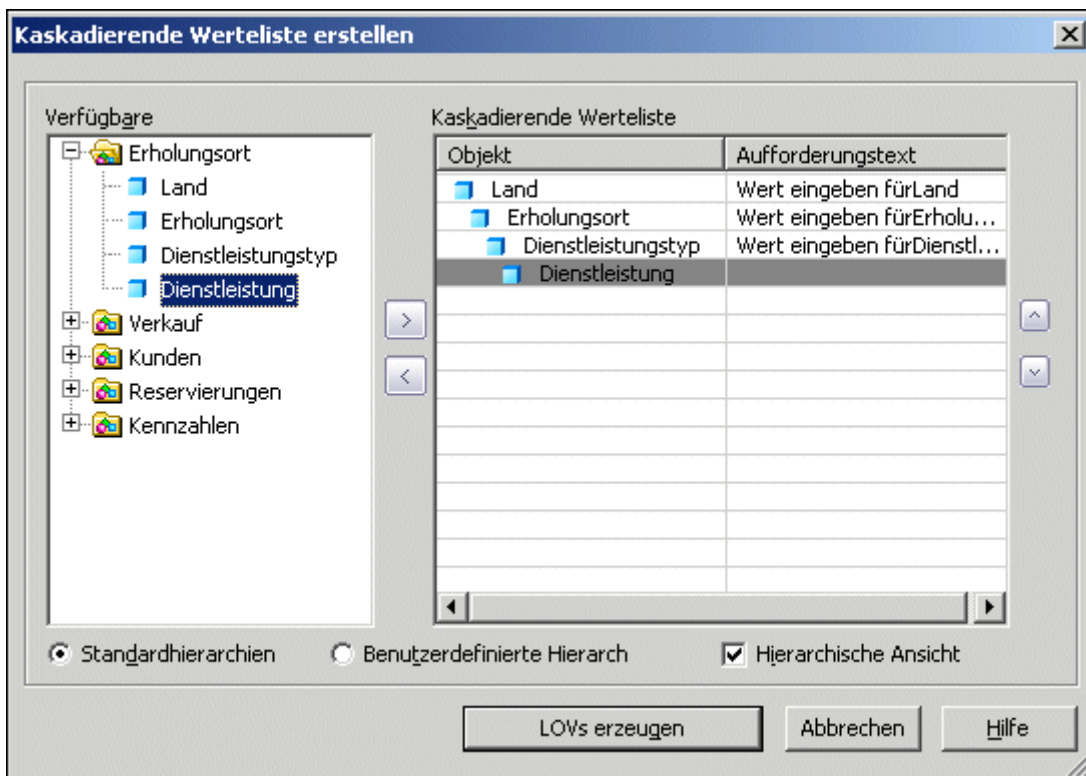 Kaskadierende Werteliste erstellen
Verfügbare
Erholungsort
Land
Erholungsort
Dienstleistungstyp
Dienstleistung
Verkauf
Kunden
Reservierungen
Kennzahlen
Kaskadierende Werteliste
Objekt Aufforderungstext
Land Wert eingeben fürLand
Erholungsort Wert eingeben fürErholu...
Dienstleistungstyp Wert eingeben fürDienstl...
Dienstleistung
>
<
Standardhierarchien Benutzerdefinierte Hierarch Hierarchische Ansicht
LOVs erzeugen Abbrechen Hilfe